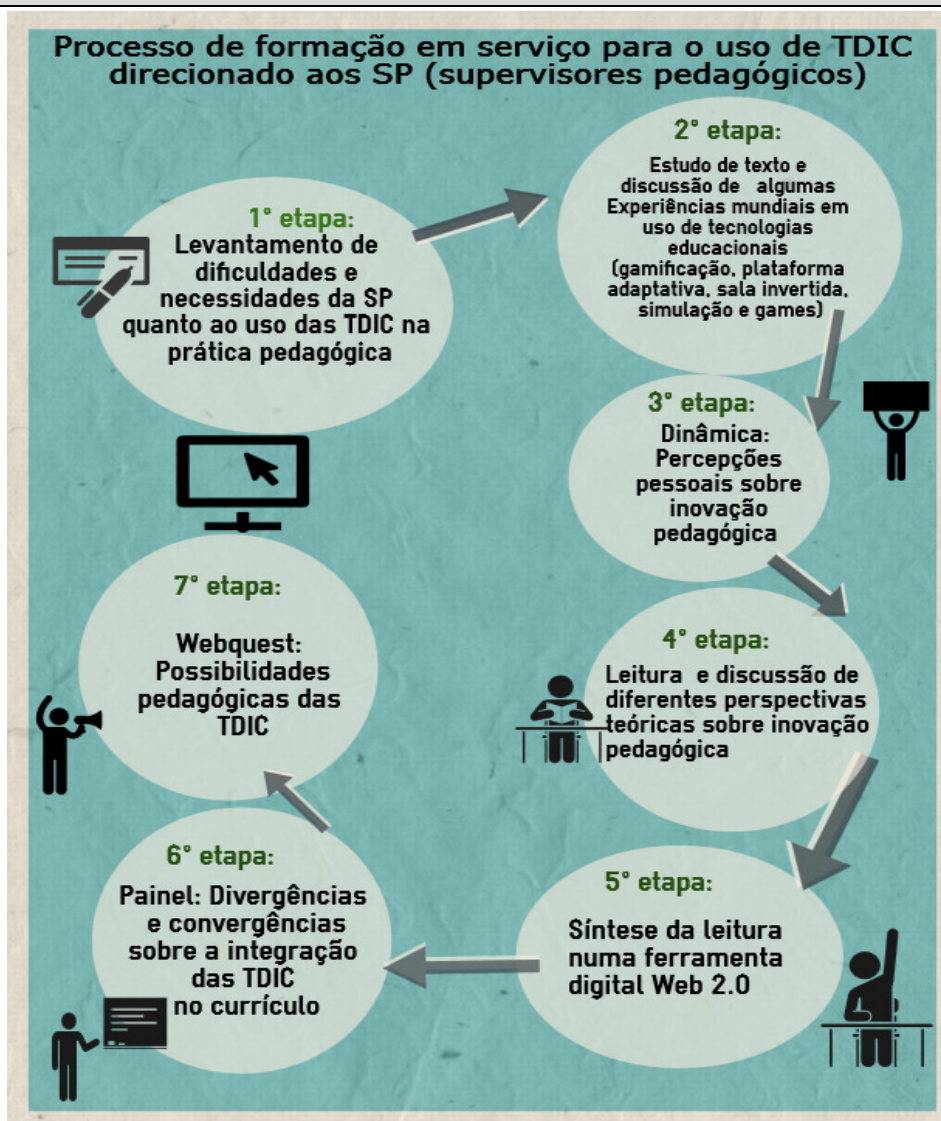 Processo de formação em serviço para o uso de TDIC
direcionado aos SP (supervisores pedagógicos)
1° etapa:
Levantamento de
dificuldades e
necessidades da SP
quanto ao uso das TDIC na
prática pedagógica
2° etapa:
Estudo de texto e
discussão de algumas
Experiências mundiais em
uso de tecnologias
educacionais
(gamificação, plataforma
adaptativa, sala invertida,
simulação e games)
3° etapa:
Dinâmica:
Percepções
pessoais sobre
inovação
pedagógica
4° etapa:
Leitura e discussão de
diferentes perspectivas
teóricas sobre inovação
pedagógica
5° etapa:
Síntese da leitura
numa ferramenta
digital Web 2.0
6° etapa:
Painel: Divergências
e convergências
sobre a integração
das TDIC
no currículo
7° etapa:
Webquest:
Possibilidades
pedagógicas das
TDIC